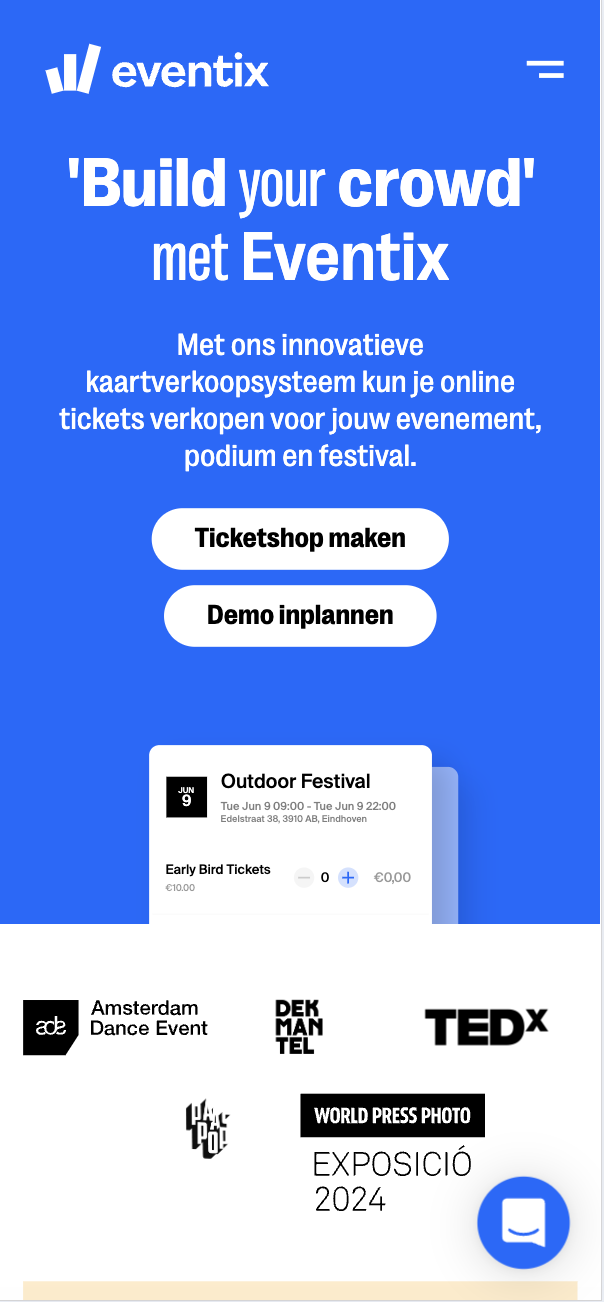 eventix
'Build your crowd'
met Eventix
Met ons innovatieve
kaartverkoopsysteem kun je online
tickets verkopen voor jouw evenement,
podium en festival.
Ticketshop maken
Demo inplannen
JUN
9
Outdoor Festival
Tue Jun 9 09:00 - Tue Jun 9 22:00
Edelstraat 38, 3910 AB, Eindhoven
Early Bird Tickets
€10.00
0
€0,00
ade
Amsterdam
Dance Event
DEK
MAN
TEL
TEDx
WORLD PRESS PHOTO
EXPOSICIÓ
2024